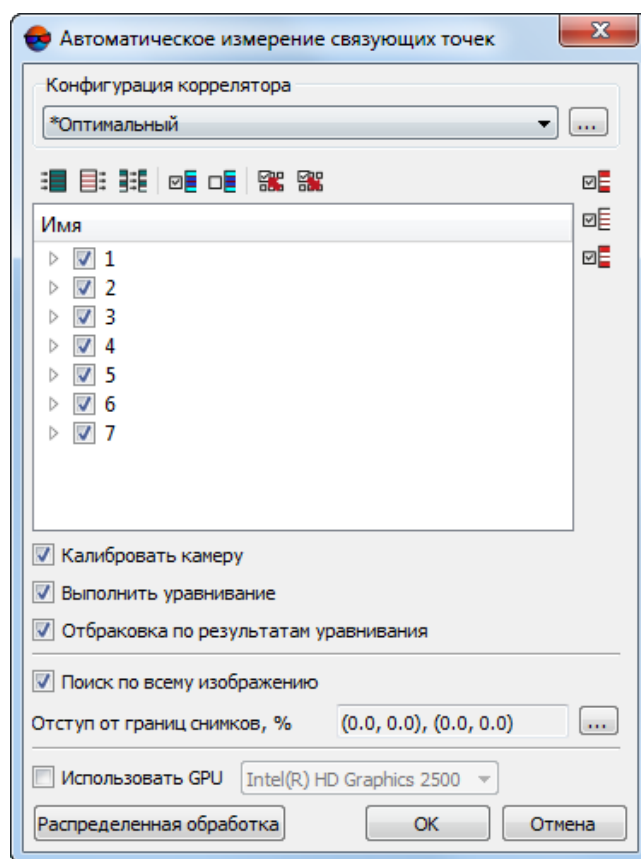 Автоматическое измерение связующих точек
Конфигурация коррелятора
*Оптимальный
...
Имя
1
2
3
4
5
6
7
Калибровать камеру
Выполнить уравнивание
Отбраковка по результатам уравнивания
Поиск по всему изображению
Отступ от границ снимков, % (0.0, 0.0), (0.0, 0.0) ...
Использовать GPU Intel(R) HD Graphics 2500
Распределенная обработка ОК Отмена